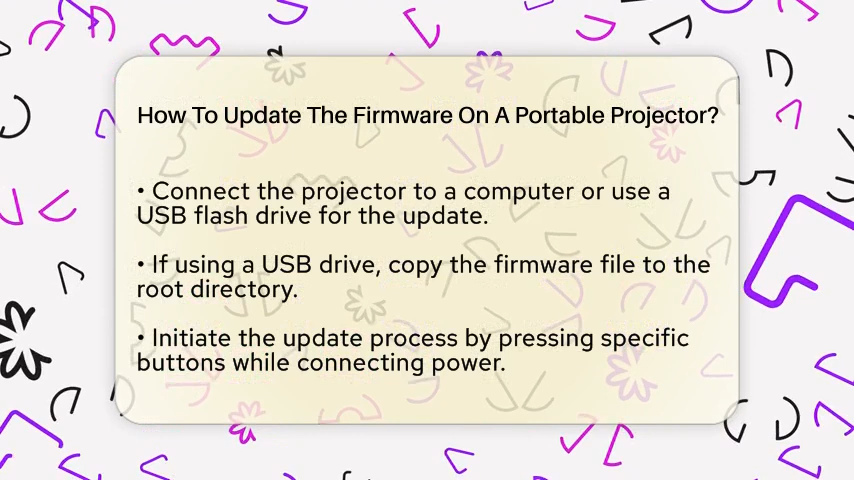 How To Update The Firmware On A Portable Projector?
• Connect the projector to a computer or use a
USB flash drive for the update.
• If using a USB drive, copy the firmware file to the
root directory.
• Initiate the update process by pressing specific
buttons while connecting power.